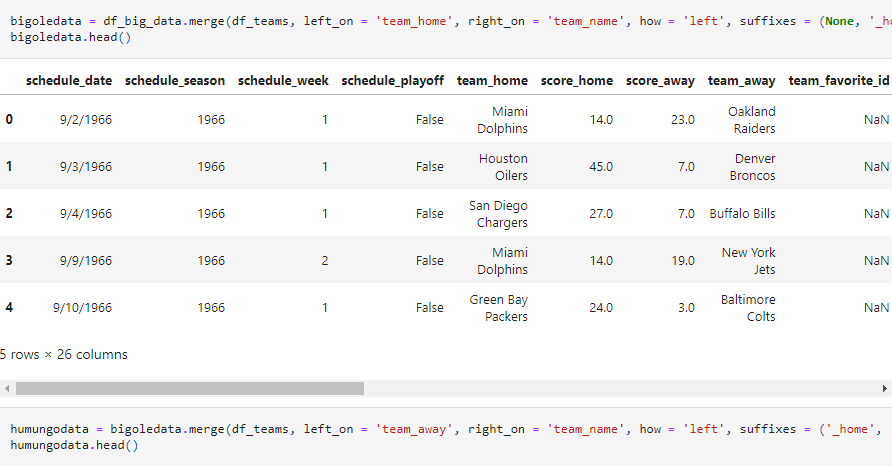 bigoledata = df_big_data.merge(df_teams, left_on = 'team_home', right_on = 'team_name', how = 'left', suffixes = (None, '_ho
bigoledata.head()
schedule_date schedule_season schedule_week schedule_playoff team_home score_home score_away team_away team_favorite_id
0 9/2/1966 1966 1 False Miami Dolphins 14.0 23.0 Oakland Raiders NaN
1 9/3/1966 1966 1 False Houston Oilers 45.0 7.0 Denver Broncos NaN
2 9/4/1966 1966 1 False San Diego Chargers 27.0 7.0 Buffalo Bills NaN
3 9/9/1966 1966 2 False Miami Dolphins 14.0 19.0 New York Jets NaN
4 9/10/1966 1966 1 False Green Bay Packers 24.0 3.0 Baltimore Colts NaN
5 rows × 26 columns
humungodata = bigoledata.merge(df_teams, left_on = 'team_away', right_on = 'team_name', how = 'left', suffixes = ('_home',
humungodata.head()